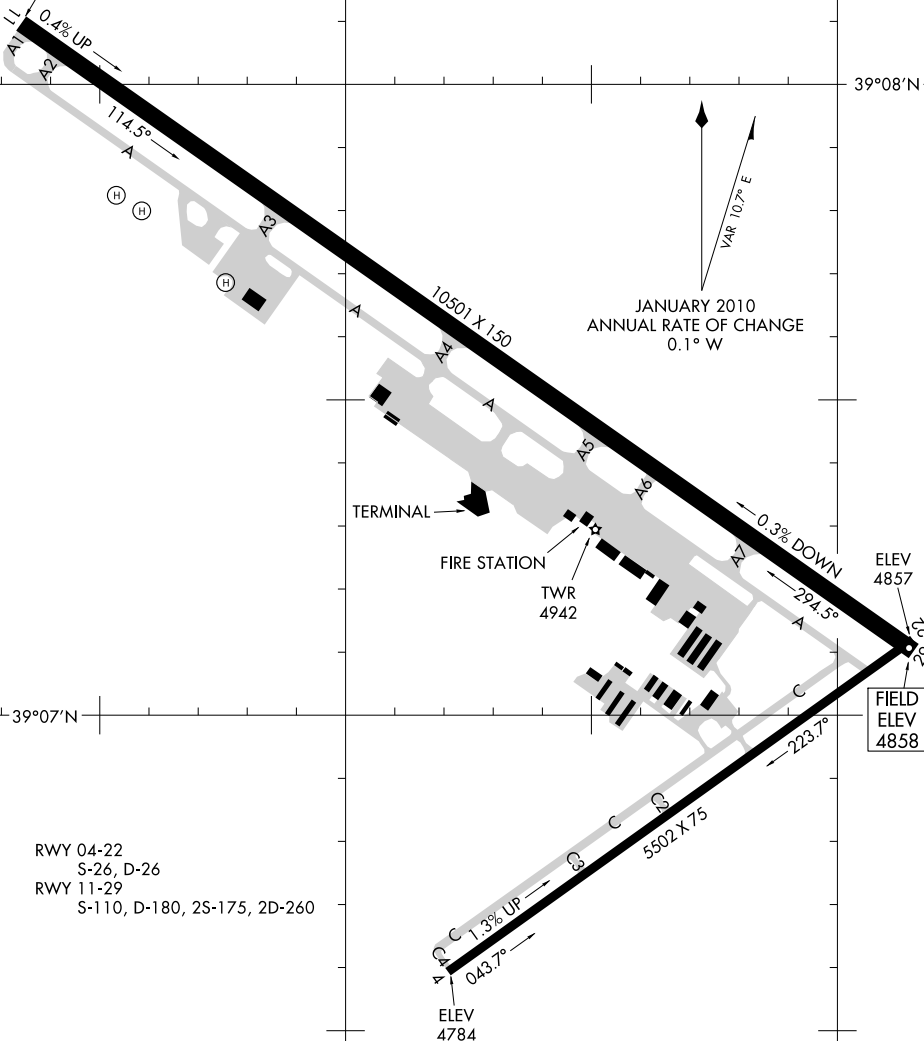 11
0.4% UP
A1
A2
39°08'N
114.5°
A
H
H
VAR 10.7° E
A3
H
JANUARY 2010
ANNUAL RATE OF CHANGE
0.1° W
A
10501 X 150
A4
A
A5
A6
TERMINAL
0.3% DOWN
FIRE STATION
A7
TWR
4942
294.5°
ELEV
4857
A
22
29
FIELD
ELEV
4858
C
39°07'N
223.7°
C2
C
5502 X 75
C3
RWY 04-22
S-26, D-26
RWY 11-29
S-110, D-180, 2S-175, 2D-260
1.3% UP
C
C4
4
043.7°
ELEV
4784